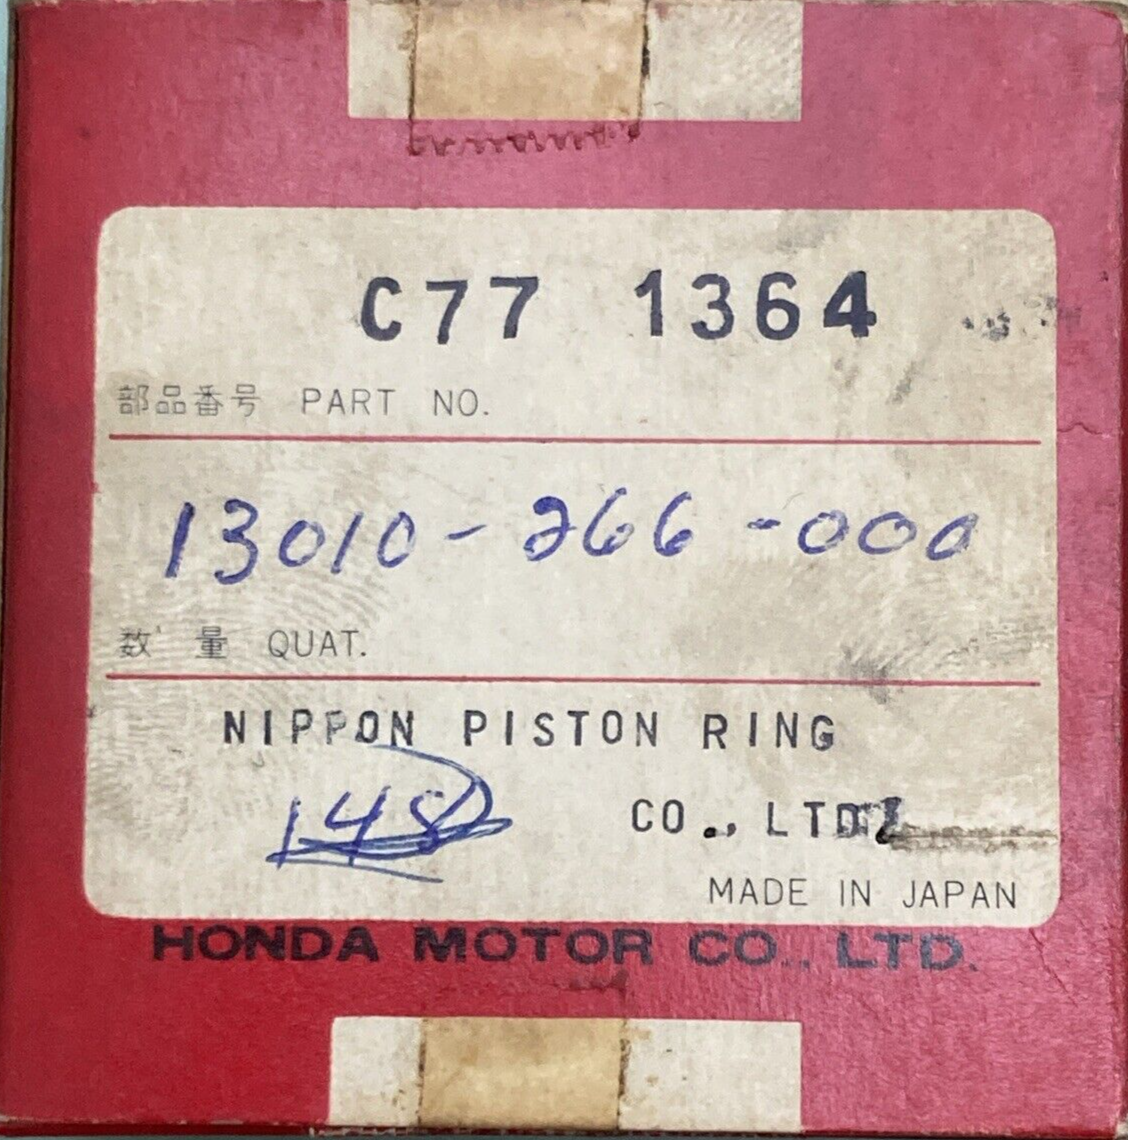 C77 1364
部品番号 PART NO.
13010-266-000
数 量 QUAT.
NIPPON PISTON RING
148
CO., LTD.
MADE IN JAPAN
HONDA MOTOR CO., LTD.